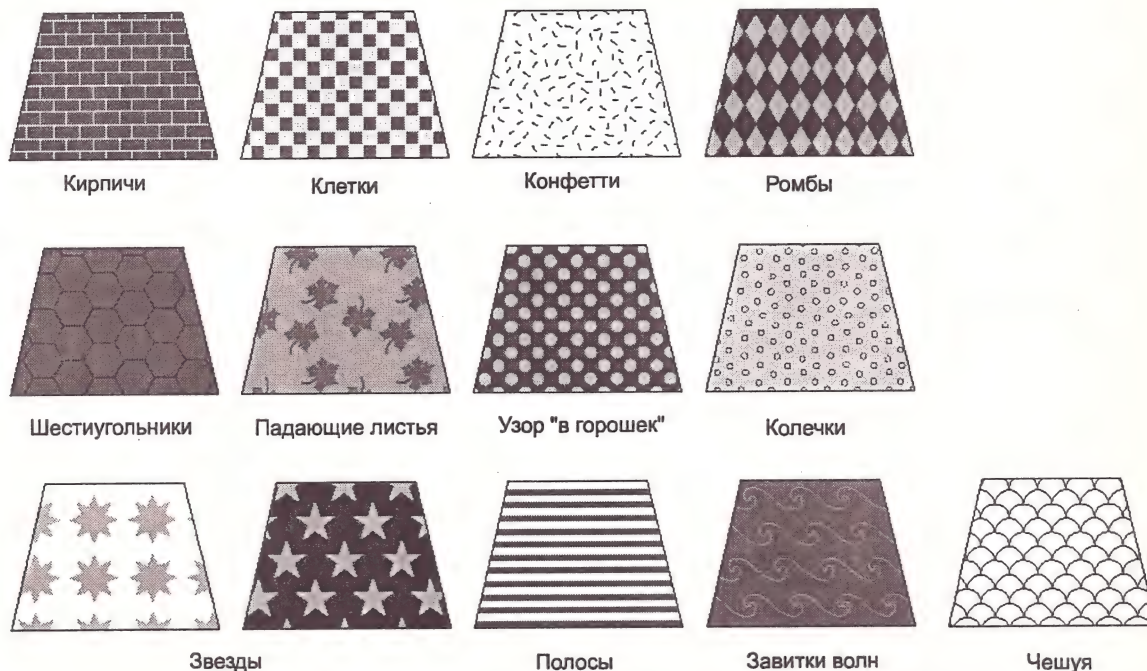 Кирпичи
Клетки
Конфетти
Ромбы
Шестиугольники
Падающие листья
Узор "в горошек"
Колечки
Звезды
Полосы
Завитки волн
Чешуя